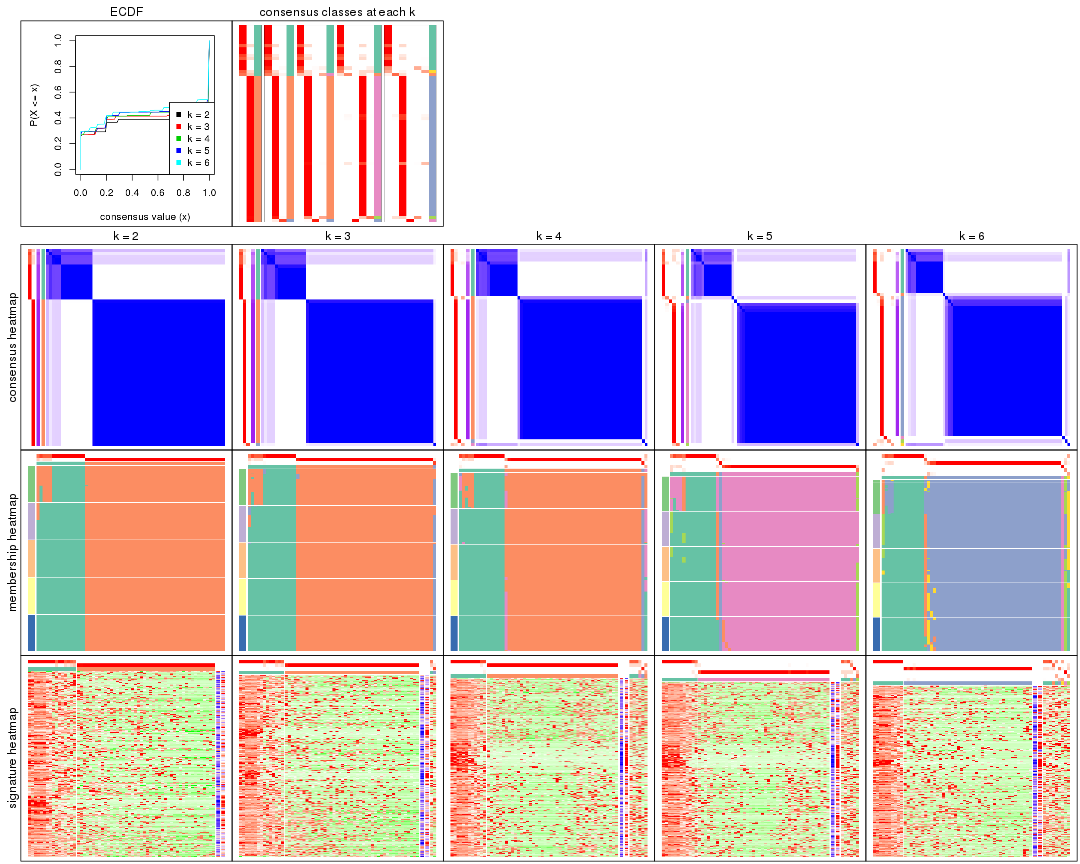 ECDF
consensus classes at each k
P(X <= x)
1.0
0.8
0.6
0.4
0.2
0.0
k = 2
k = 3
k = 4
k = 5
k = 6
0.0 0.2 0.4 0.6 0.8 1.0
consensus value (x)
k = 2 k = 3 k = 4 k = 5 k = 6
consensus heatmap
membership heatmap
signature heatmap